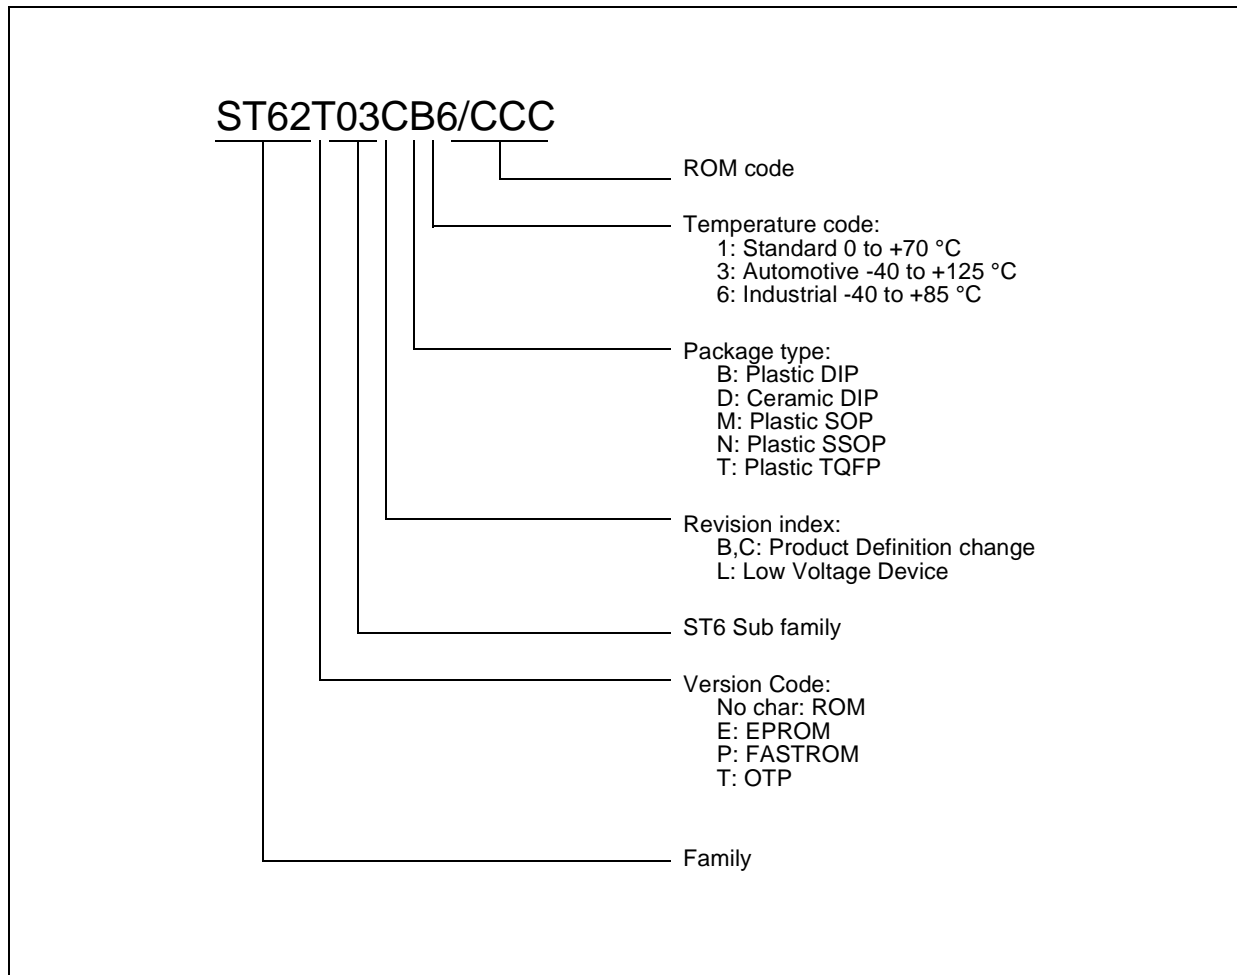 ST62T03CB6/CCC
ROM code
Temperature code:
1: Standard 0 to +70 °C
3: Automotive -40 to +125 °C
6: Industrial -40 to +85 °C
Package type:
B: Plastic DIP
D: Ceramic DIP
M: Plastic SOP
N: Plastic SSOP
T: Plastic TQFP
Revision index:
B,C: Product Definition change
L: Low Voltage Device
ST6 Sub family
Version Code:
No char: ROM
E: EPROM
P: FASTROM
T: OTP
Family